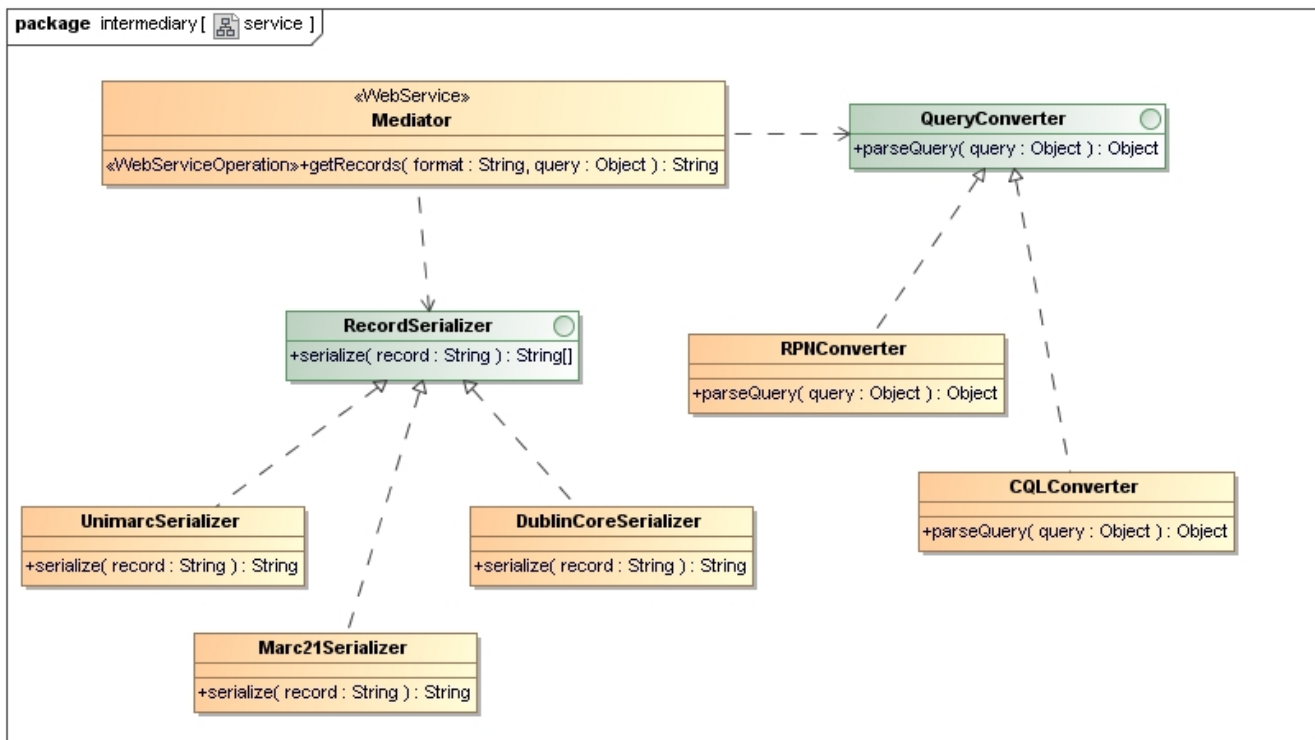 package intermediary [ service ]
«WebService»
Mediator
«WebServiceOperation»+getRecords( format : String, query : Object ) : String
QueryConverter
+parseQuery( query : Object ) : Object
RecordSerializer
+serialize( record : String ) : String[]
RPNConverter
+parseQuery( query : Object ) : Object
CQLConverter
+parseQuery( query : Object ) : Object
UnimarcSerializer
+serialize( record : String ) : String
DublinCoreSerializer
+serialize( record : String ) : String
Marc21Serializer
+serialize( record : String ) : String